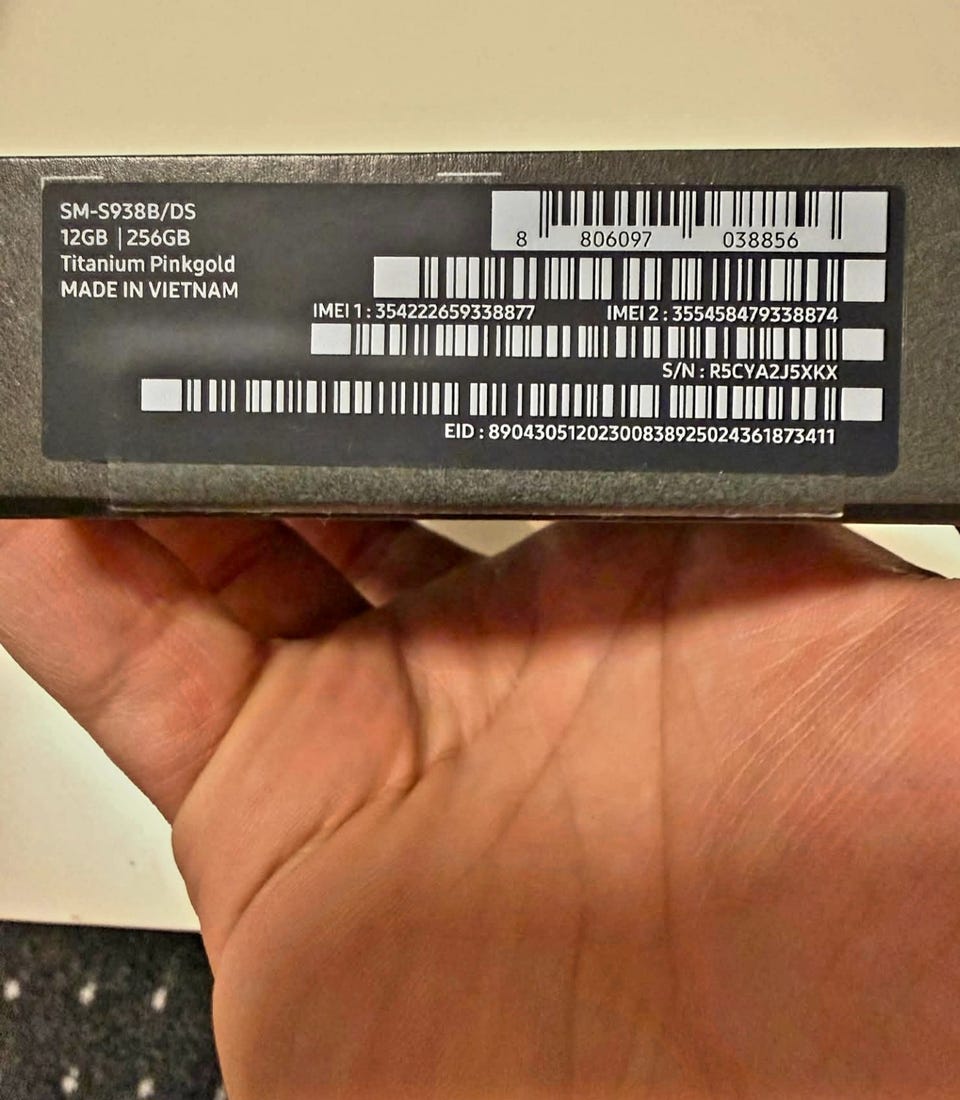 SM-S938B/DS
12GB | 256GB
Titanium Pinkgold
MADE IN VIETNAM
8 806097 038856
IMEI 1 : 354222659338877 IMEI 2 : 355458479338874
S/N : R5CYA2J5XKX
EID : 89043051202300838925024361873411